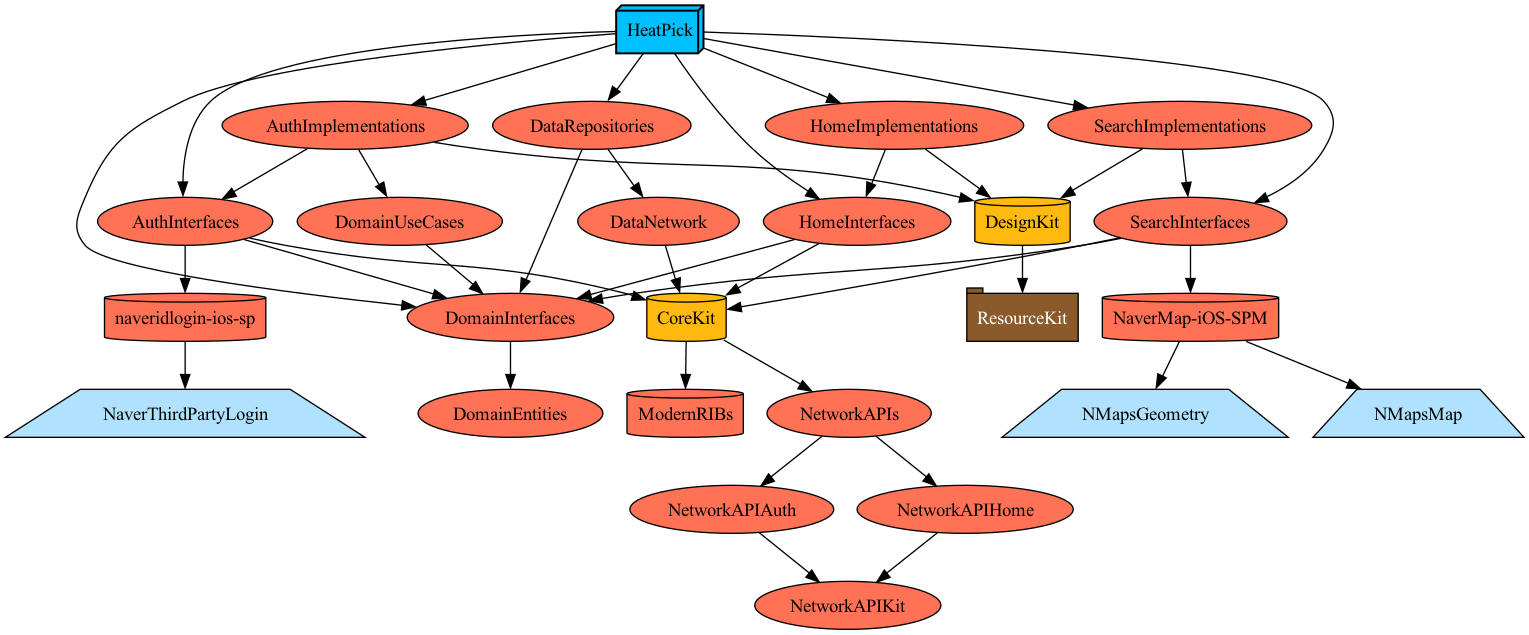 HeatPick
AuthImplementations
DataRepositories
HomeImplementations
SearchImplementations
AuthInterfaces
DomainUseCases
DataNetwork
HomeInterfaces
DesignKit
SearchInterfaces
naveridlogin-ios-sp
DomainInterfaces
CoreKit
ResourceKit
NaverMap-iOS-SPM
NaverThirdPartyLogin
DomainEntities
ModernRIBs
NetworkAPIs
NMapsGeometry
NMapsMap
NetworkAPIAuth
NetworkAPIHome
NetworkAPIKit